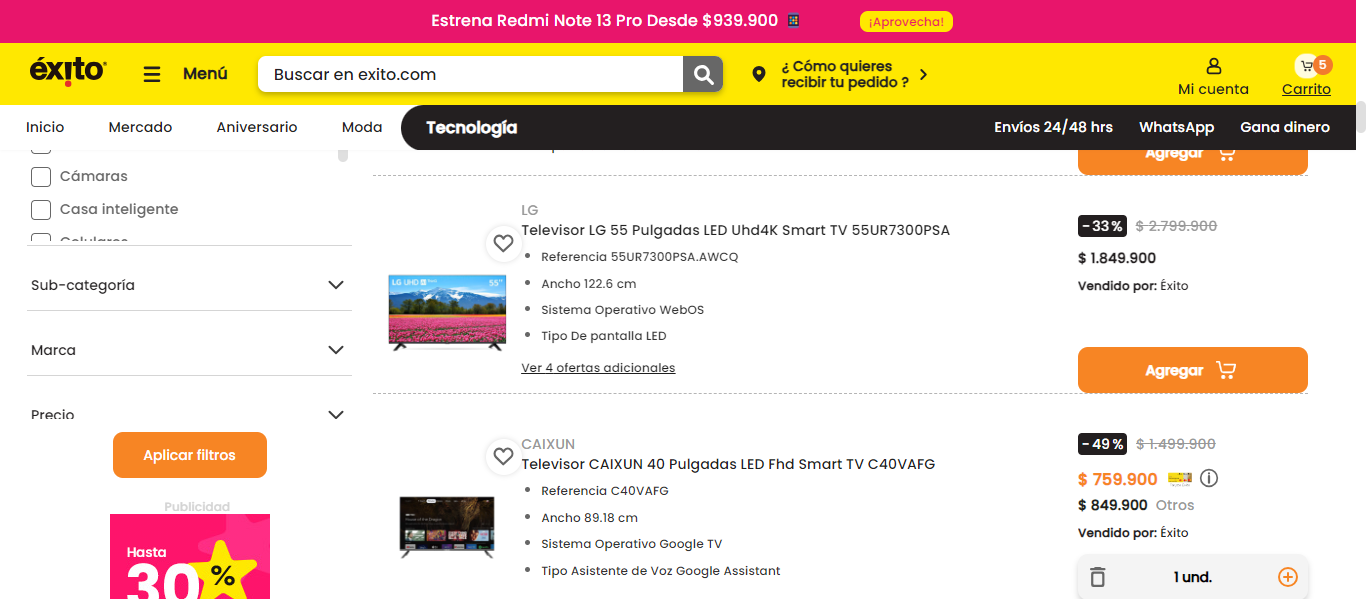 Estrena Redmi Note 13 Pro Desde $939.900
¡Aprovecha!
éxito
Menú
Buscar en exito.com
¿ Cómo quieres
recibir tu pedido ?
Mi cuenta
5
Carrito
Inicio
Mercado
Aniversario
Moda
Tecnología
Envíos 24/48 hrs
WhatsApp
Gana dinero
Cámaras
Casa inteligente
Celulares
Sub-categoría
Marca
Precio
Aplicar filtros
Publicidad
Hasta
30 %
Agregar
LG
Televisor LG 55 Pulgadas LED Uhd4K Smart TV 55UR7300PSA
Referencia 55UR7300PSA.AWCQ
Ancho 122.6 cm
Sistema Operativo WebOS
Tipo De pantalla LED
Ver 4 ofertas adicionales
LG UHD
55"
-33% $ 2.799.900
$ 1.849.900
Vendido por: Éxito
Agregar
CAIXUN
Televisor CAIXUN 40 Pulgadas LED Fhd Smart TV C40VAFG
Referencia C40VAFG
Ancho 89.18 cm
Sistema Operativo Google TV
Tipo Asistente de Voz Google Assistant
-49% $ 1.499.900
$ 759.900
$ 849.900 Otros
Vendido por: Éxito
1 und.